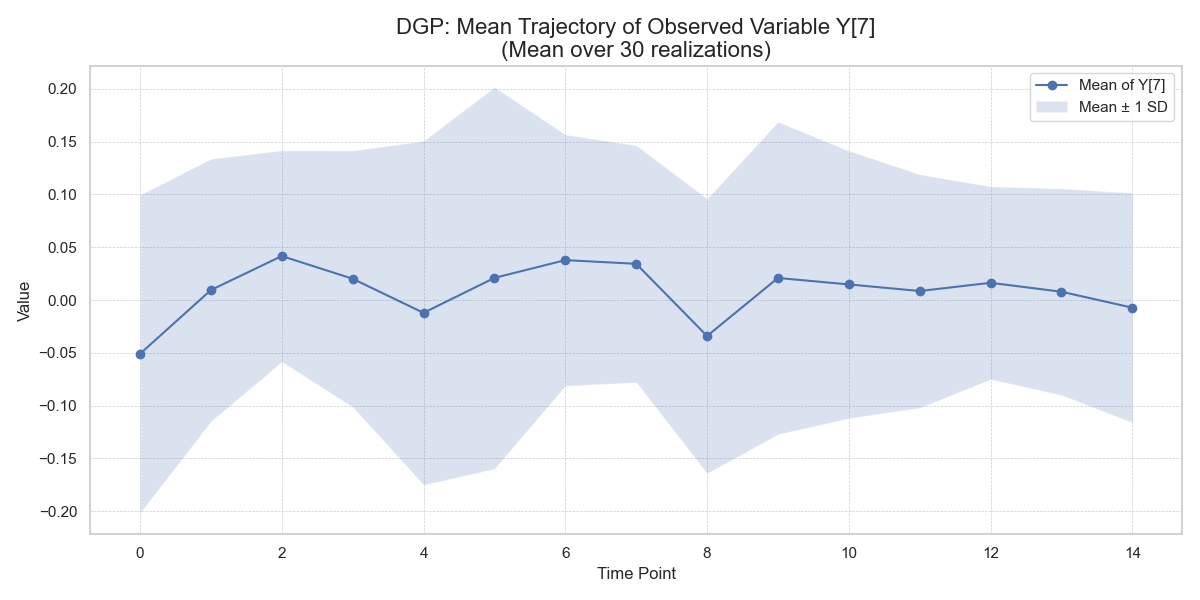 DGP: Mean Trajectory of Observed Variable Y[7]
(Mean over 30 realizations)
Mean of Y[7]
Mean ± 1 SD
Value
0.20
0.15
0.10
0.05
0.00
−0.05
−0.10
−0.15
−0.20
0 2 4 6 8 10 12 14
Time Point